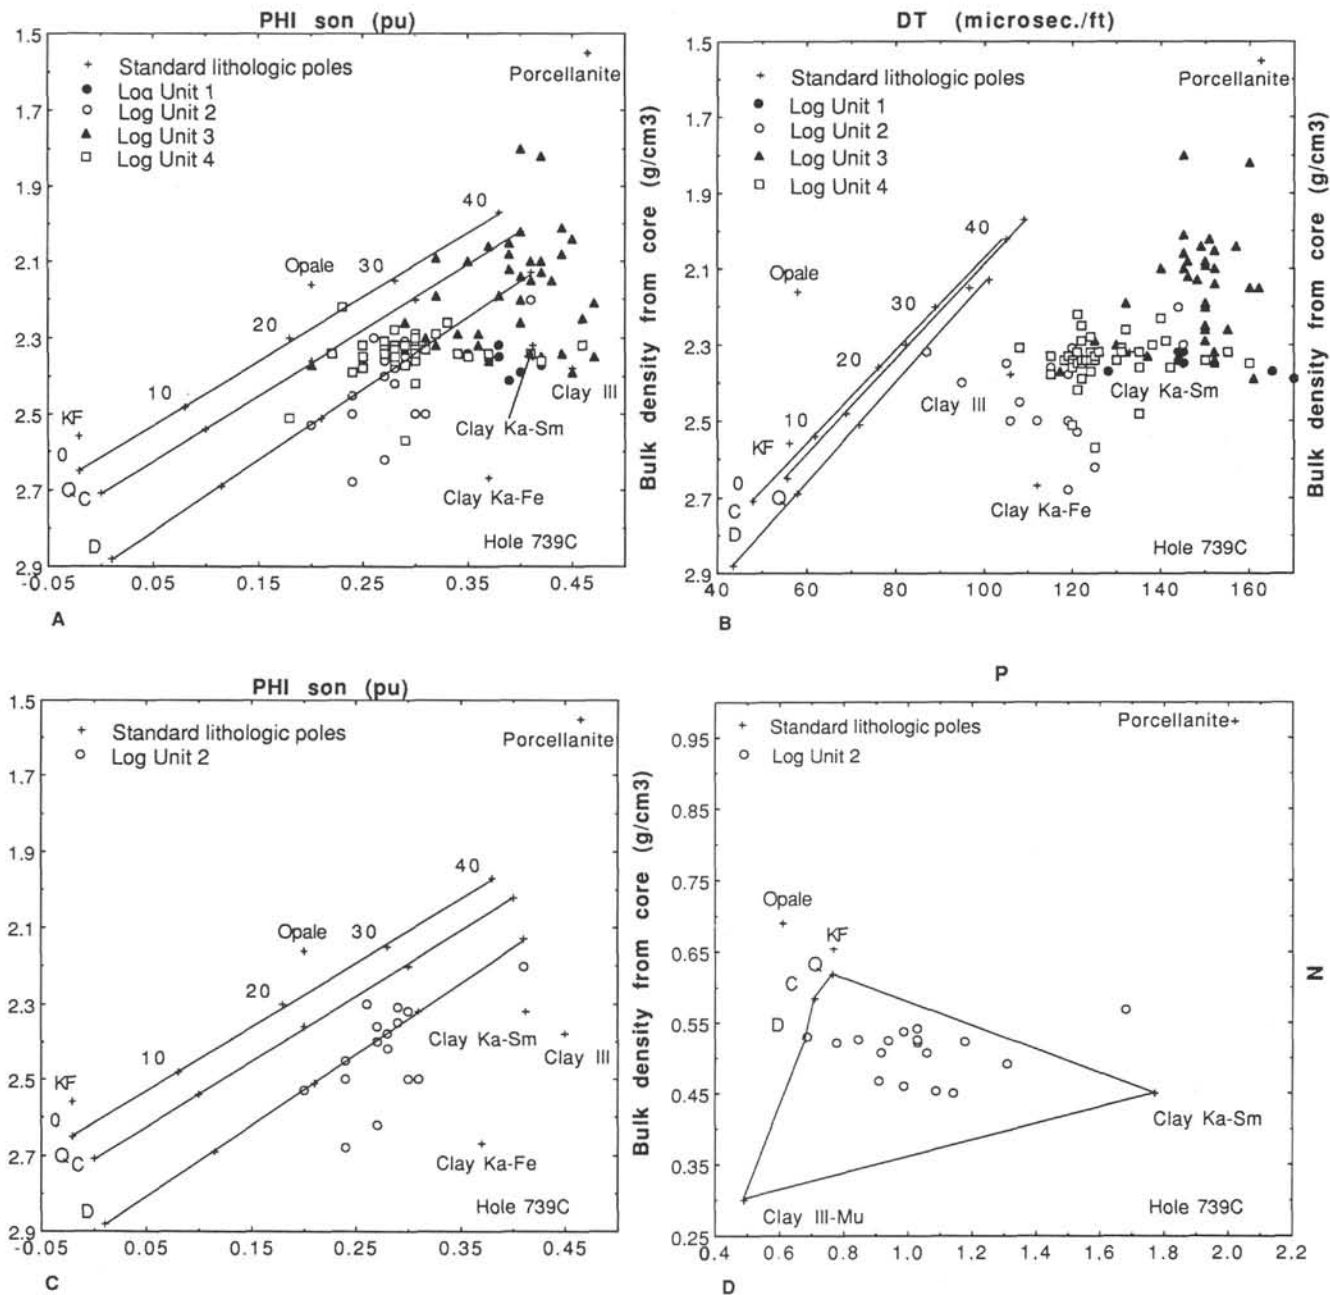 PHI son (pu)
1.5
1.7
1.9
2.1
2.3
2.5
2.7
2.9
-0.05 0.05 0.15 0.25 0.35 0.45
Standard lithologic poles
Log Unit 1
Log Unit 2
Log Unit 3
Log Unit 4
Porcellanite
40
Opale
30
20
10
KF
0
Q
C
D
Clay III
Clay Ka-Sm
Clay Ka-Fe
Hole 739C
Bulk density from core (g/cm3)
A
DT (microsec./ft)
1.5
1.7
1.9
2.1
2.3
2.5
2.7
2.9
40 60 80 100 120 140 160
Standard lithologic poles
Log Unit 1
Log Unit 2
Log Unit 3
Log Unit 4
Porcellanite
40
Opale
30
20
10
KF
0
Q
C
D
Clay III
Clay Ka-Sm
Clay Ka-Fe
Hole 739C
Bulk density from core (g/cm3)
B
PHI son (pu)
1.5
1.7
1.9
2.1
2.3
2.5
2.7
2.9
-0.05 0.05 0.15 0.25 0.35 0.45
Standard lithologic poles
Log Unit 2
Porcellanite
40
Opale
30
20
10
KF
0
Q
C
D
Clay Ka-Sm
Clay III
Clay Ka-Fe
Hole 739C
Bulk density from core (g/cm3)
C
P
0.95
0.85
0.75
0.65
0.55
0.45
0.35
0.25
0.4 0.6 0.8 1.0 1.2 1.4 1.6 1.8 2.0 2.2
Standard lithologic poles
Log Unit 2
Porcellanite
Opale
KF
Q
C
D
Clay Ka-Sm
Clay III-Mu
Hole 739C
N
D